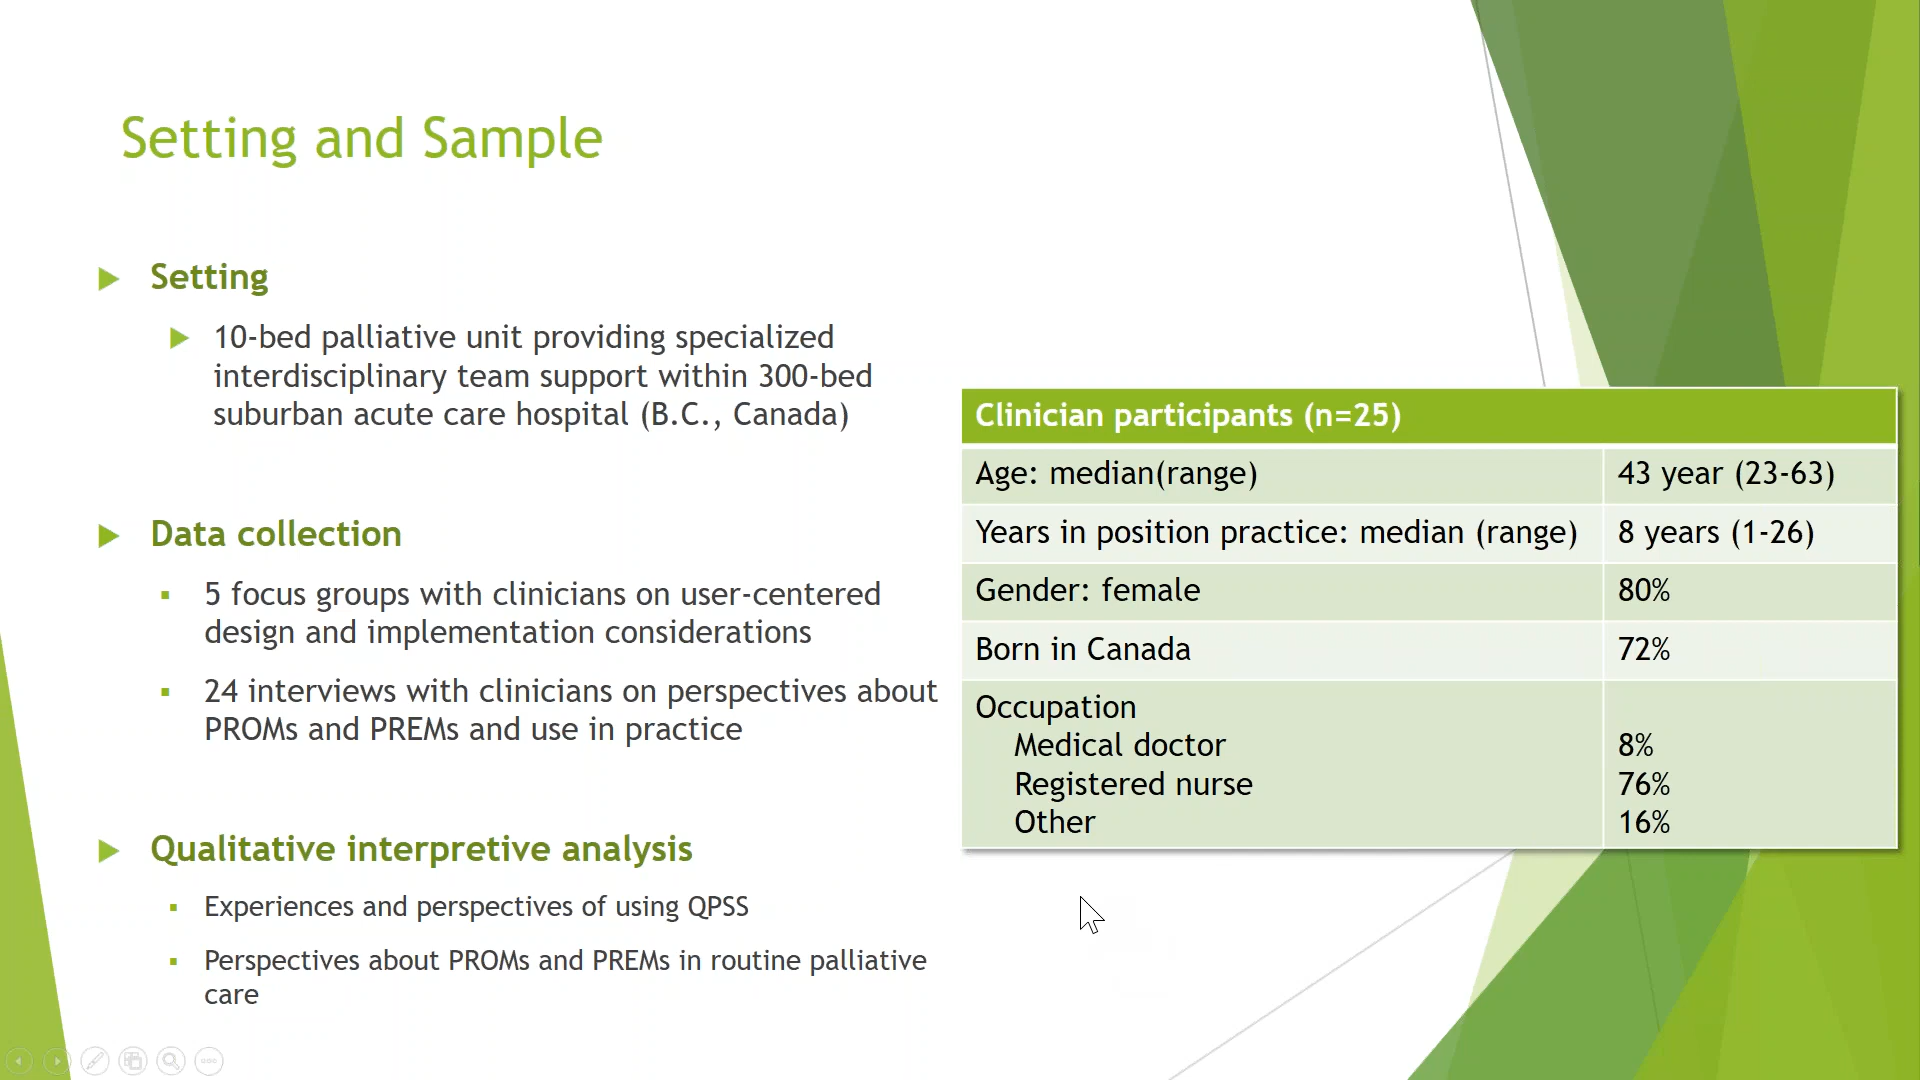 Setting and Sample
Setting
10-bed palliative unit providing specialized
interdisciplinary team support within 300-bed
suburban acute care hospital (B.C., Canada)
Data collection
5 focus groups with clinicians on user-centered
design and implementation considerations
24 interviews with clinicians on perspectives about
PROMs and PREMs and use in practice
Qualitative interpretive analysis
Experiences and perspectives of using QPSS
Perspectives about PROMs and PREMs in routine palliative
care
Clinician participants (n=25)
Age: median(range) 43 year (23-63)
Years in position practice: median (range) 8 years (1-26)
Gender: female 80%
Born in Canada 72%
Occupation
Medical doctor 8%
Registered nurse 76%
Other 16%